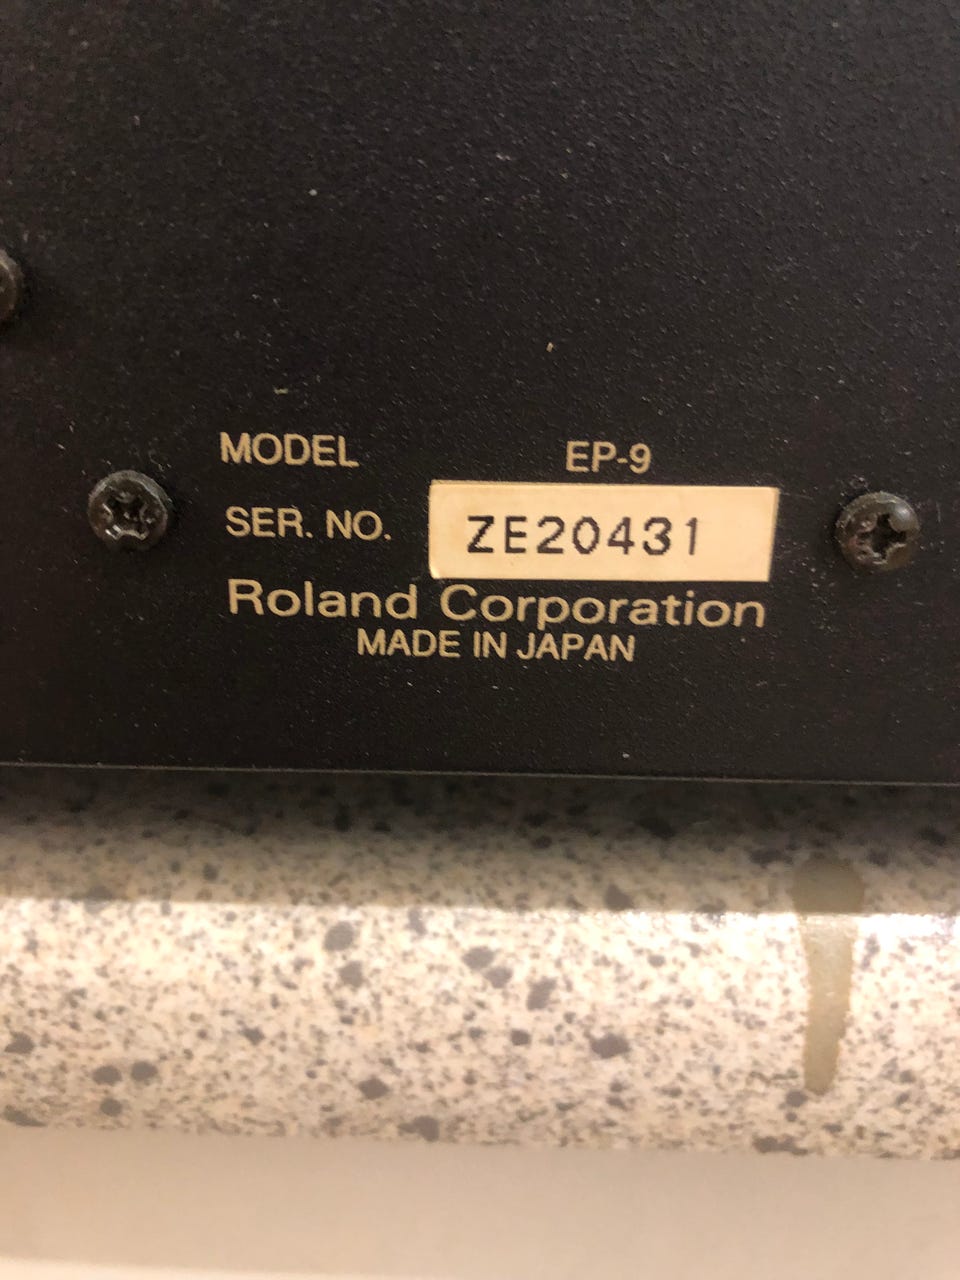 MODEL EP-9
SER. NO. ZE20431
Roland Corporation
MADE IN JAPAN